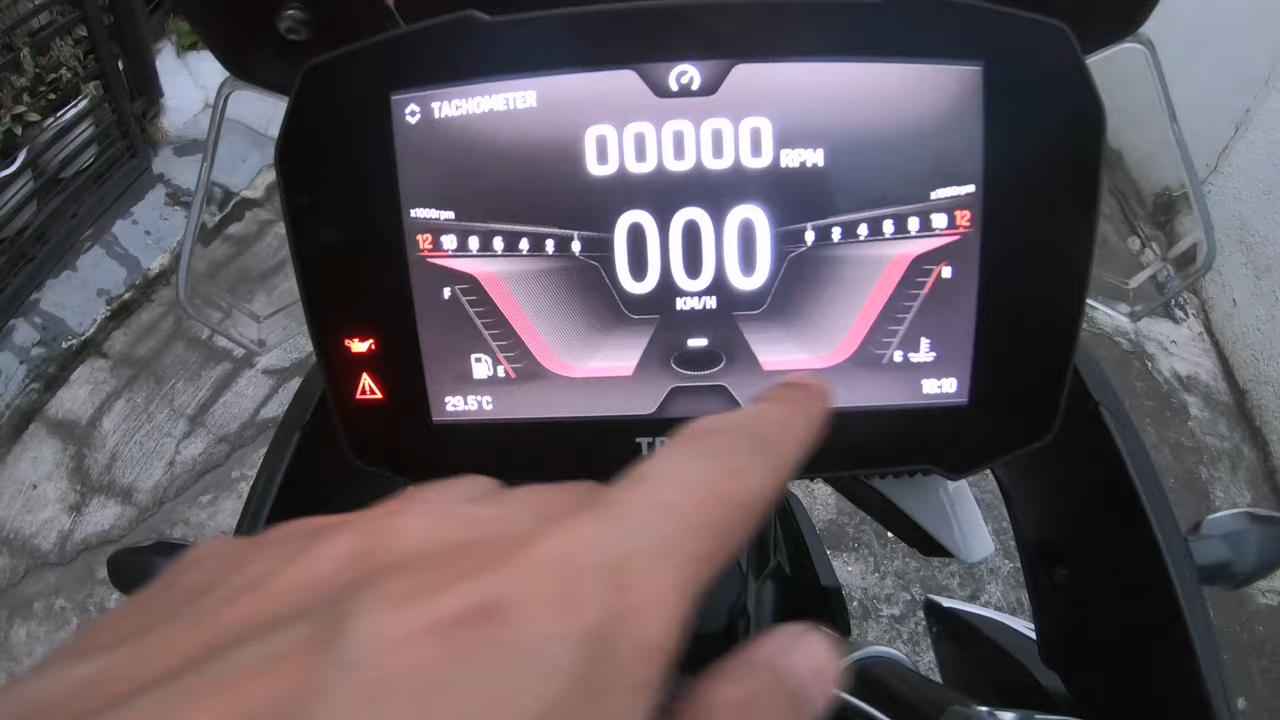 TACHOMETER
00000 RPM
x1000rpm
x1000rpm
12 10 8 6 4 2 0
0 2 4 6 8 10 12
000
KM/H
F
H
E
C
29.5°C
18:10